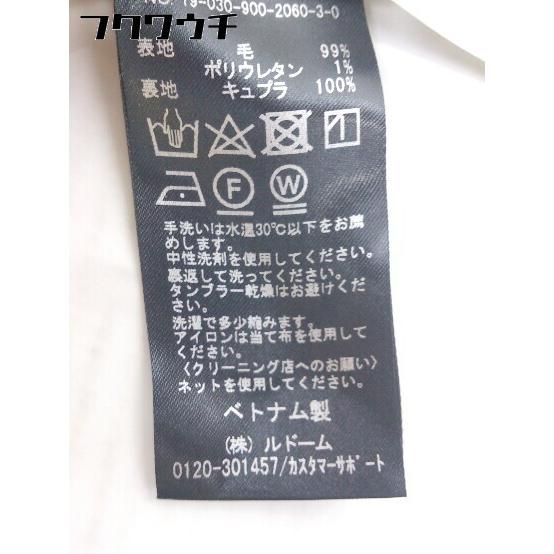 フクワウチ
NO. 19-030-900-2060-3-0
表地 毛 99%
ポリウレタン 1%
裏地 キュプラ 100%
F W
手洗いは水温30℃以下をお薦
めします。
中性洗剤を使用してください。
裏返して洗ってください。
タンブラー乾燥はお避けくだ
さい。
洗濯で多少縮みます。
アイロンは当て布を使用して
ください。
〈クリーニング店へのお願い〉
ネットを使用してください。
ベトナム製
(株) ルドーム
0120-301457/カスタマーサポート